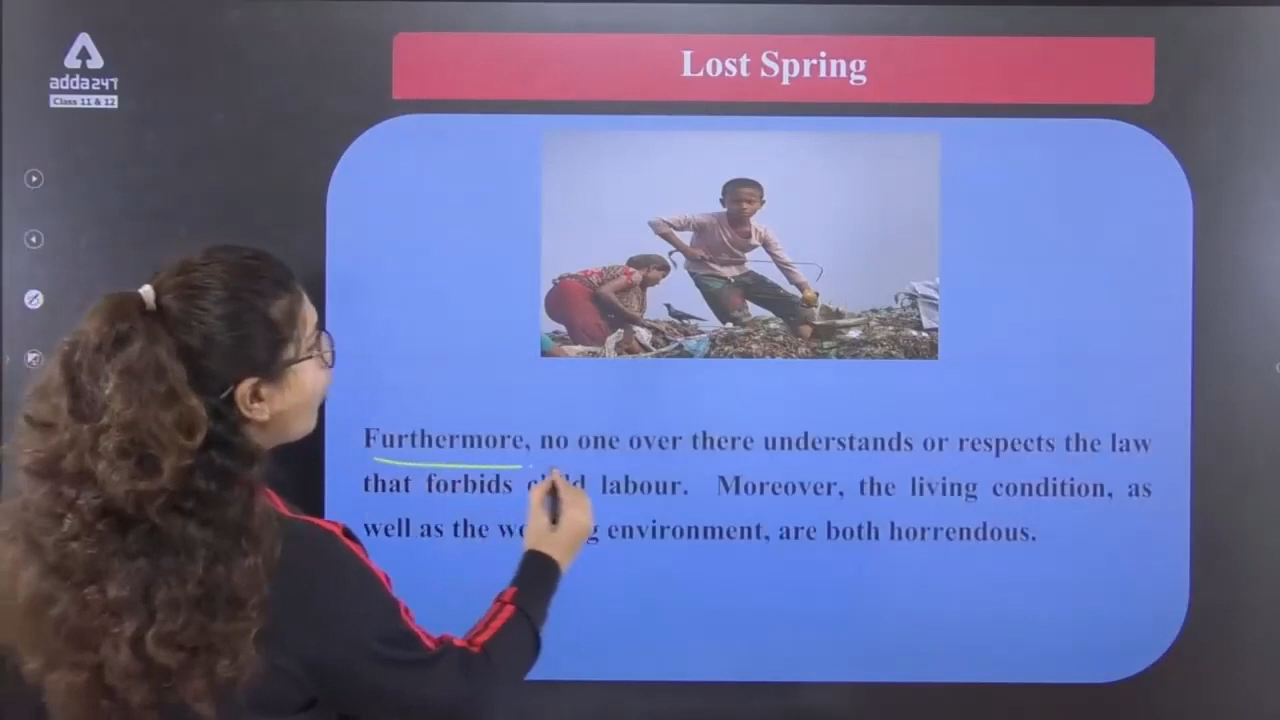 adda247
Class 11 & 12
Lost Spring
Furthermore, no one over there understands or respects the law
that forbids labour. Moreover, the living condition, as
well as the environment, are both horrendous.